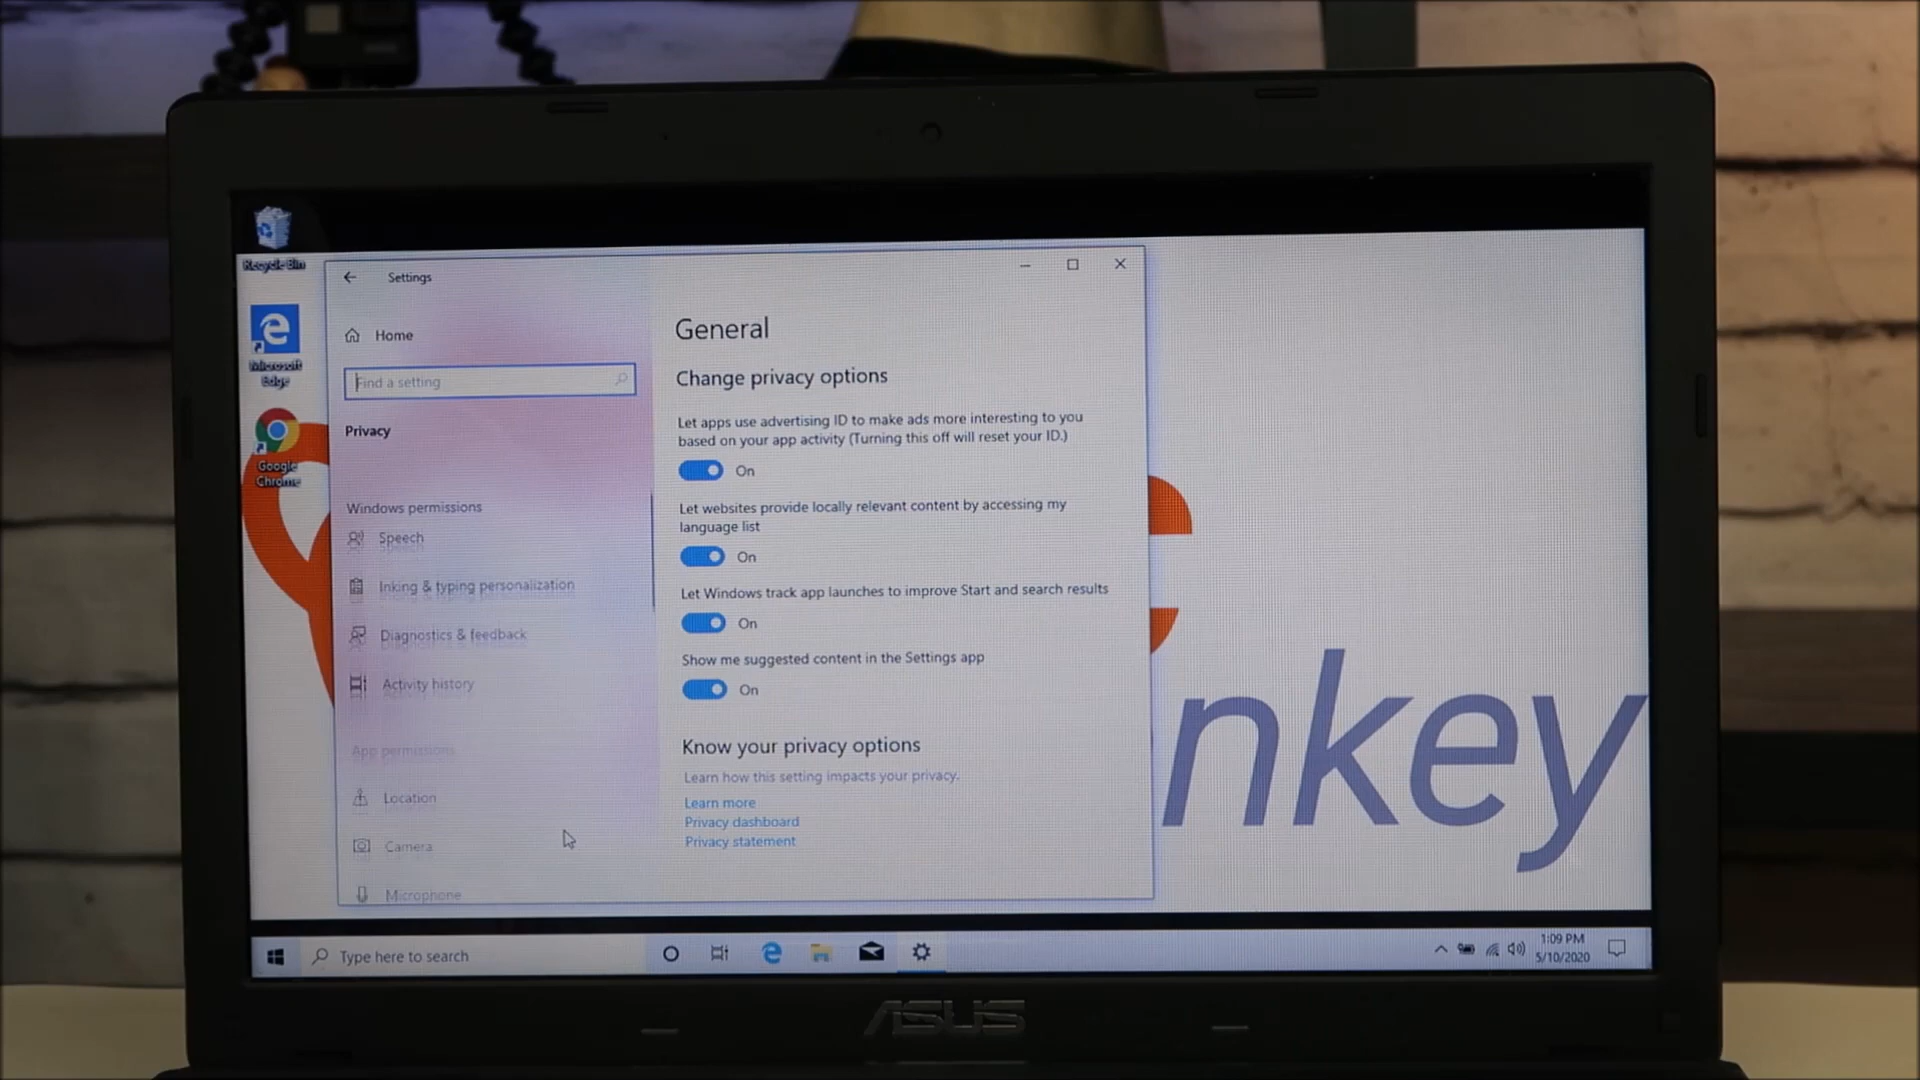 Recycle Bin
Microsoft
Edge
Google
Chrome
Settings
Home
Find a setting
Privacy
Windows permissions
Speech
Inking & typing personalization
Diagnostics & feedback
Activity history
App permissions
Location
Camera
Microphone
General
Change privacy options
Let apps use advertising ID to make ads more interesting to you
based on your app activity (Turning this off will reset your ID.)
On
Let websites provide locally relevant content by accessing my
language list
On
Let Windows track app launches to improve Start and search results
On
Show me suggested content in the Settings app
On
Know your privacy options
Learn how this setting impacts your privacy.
Learn more
Privacy dashboard
Privacy statement
nkey
Type here to search
1:09 PM
5/10/2020
ASUS